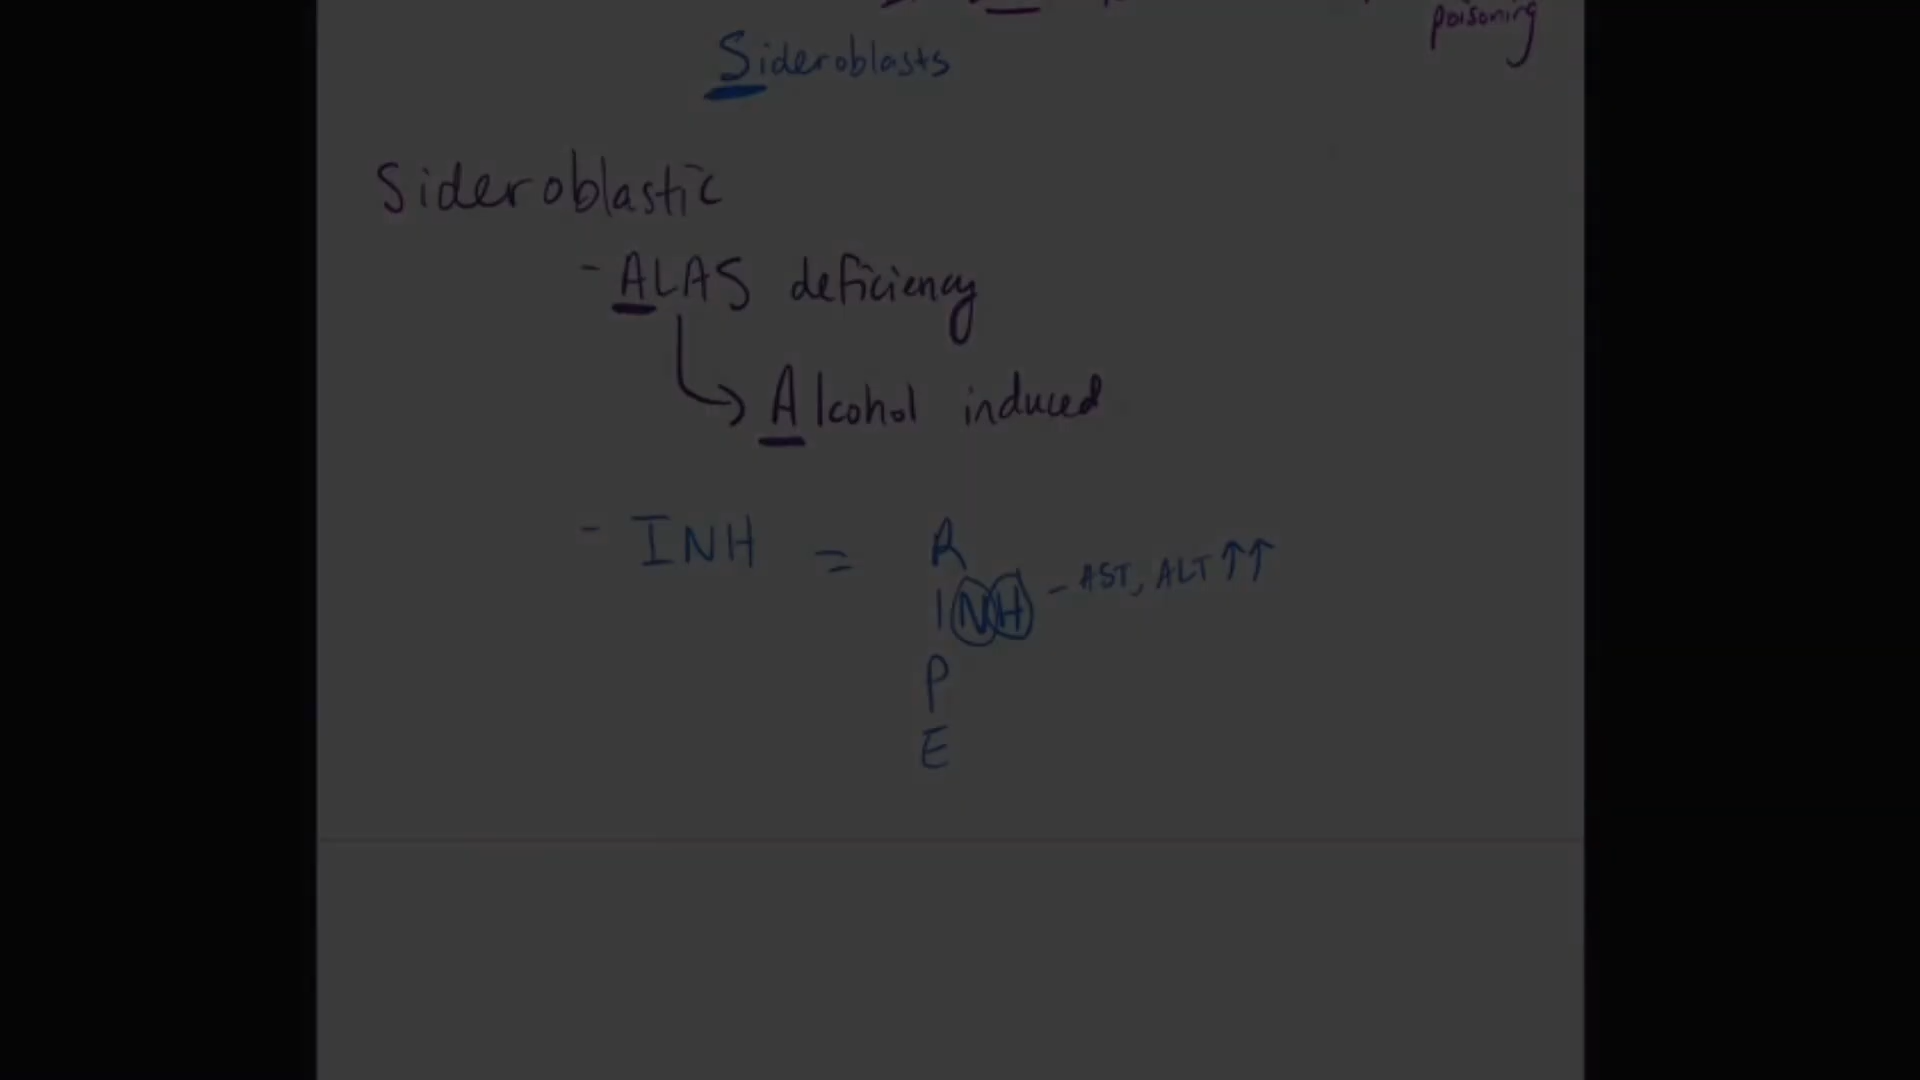 poisoning
Sideroblasts
Sideroblastic
- ALAS deficiency
Alcohol induced
- INH = R
INH - AST, ALT ↑↑
P
E